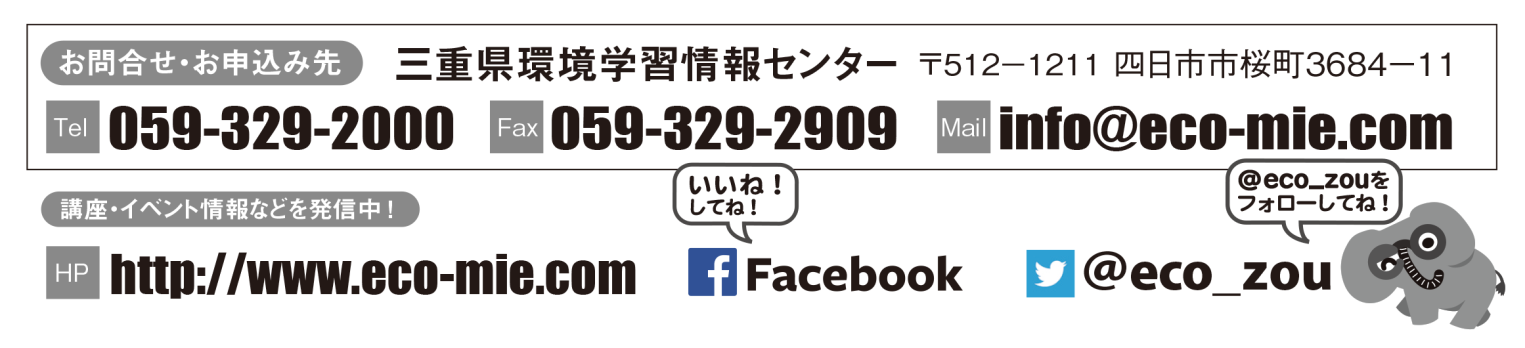 お問合せ・お申込み先 三重県環境学習情報センター 〒512－1211 四日市市桜町3684－11
Tel 059-329-2000 Fax 059-329-2909 Mail info@eco-mie.com
講座・イベント情報などを発信中！
いいね！
してね！
@eco_zouを
フォローしてね！
HP http://www.eco-mie.com Facebook @eco_zou